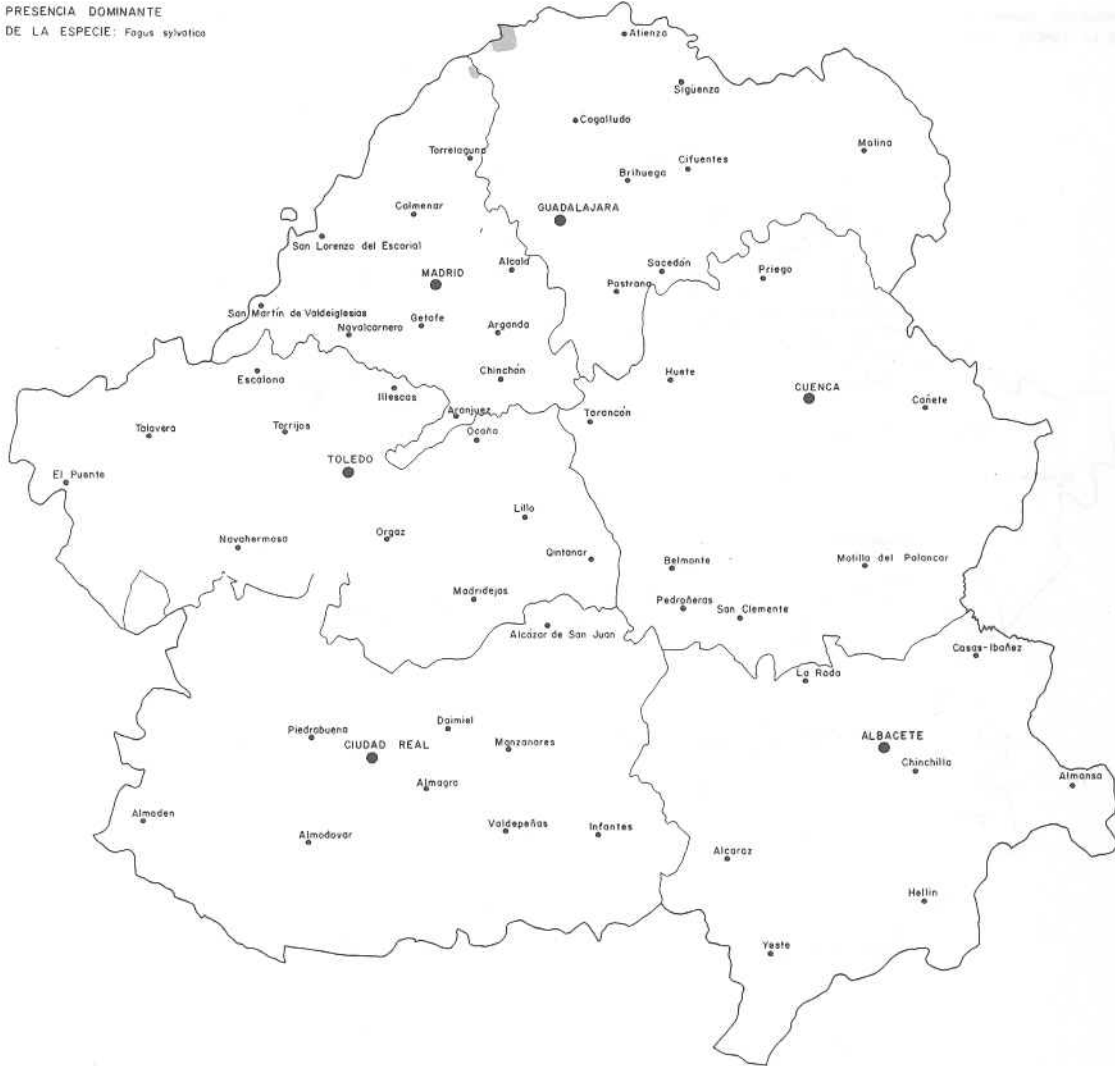 PRESENCIA DOMINANTE
DE LA ESPECIE: Fagus sylvatica
Atienza
Sigüenza
Cogolludo
Molina
Torrelaguna
Cifuentes
Brihuega
Colmenar
GUADALAJARA
San Lorenzo del Escorial
Alcalá
Sacedón
MADRID
Priego
Pastrana
San Martín de Valdeiglesias
Getafe
Navalcarnero
Arganda
Escalona
Chinchón
Huete
CUENCA
Illescas
Cañete
Aranjuez
Tarancón
Talavera
Torrijos
Ocaña
TOLEDO
El Puente
Lillo
Navahermosa
Orgaz
Qintanar
Belmonte
Motilla del Palancar
Madridejos
Pedroñeras
San Clemente
Alcázar de San Juan
Casas-Ibañez
La Roda
Piedrabuena
Daimiel
CIUDAD REAL
Manzanares
ALBACETE
Chinchilla
Almagro
Almansa
Almaden
Almodovar
Valdepeñas
Infantes
Alcaraz
Hellin
Yeste